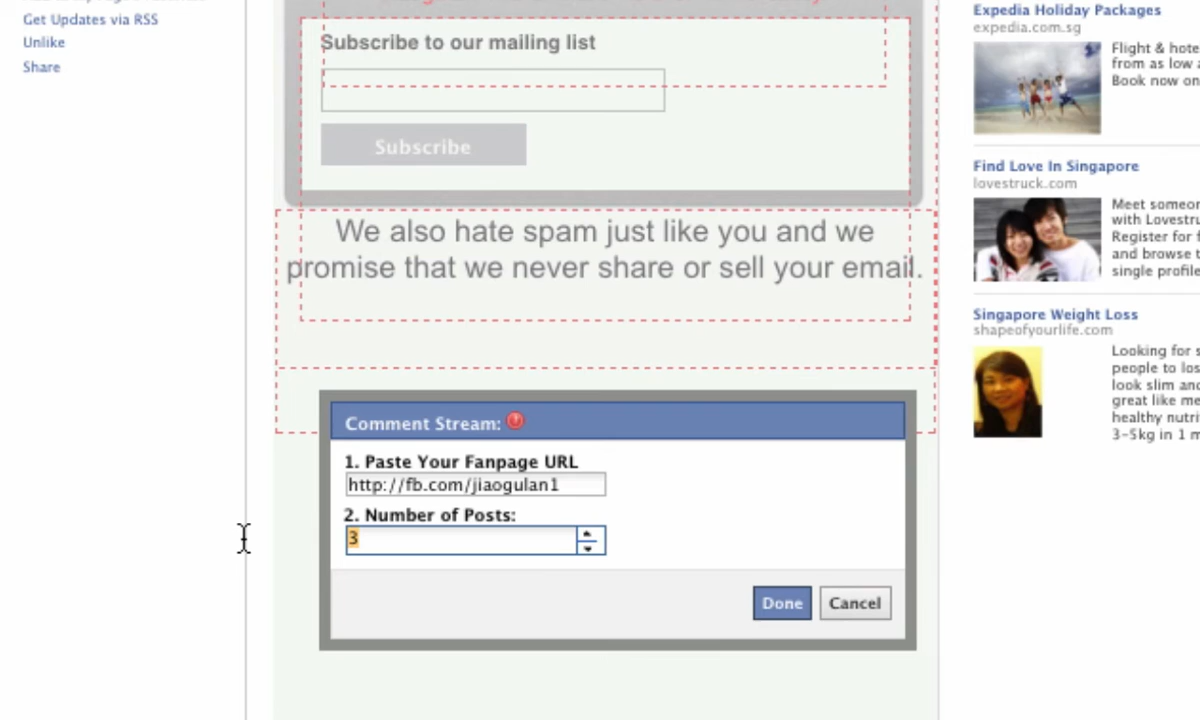 Get Updates via RSS
Unlike
Share
Subscribe to our mailing list
Subscribe
We also hate spam just like you and we
promise that we never share or sell your email.
Comment Stream:
1. Paste Your Fanpage URL
http://fb.com/jiaogulan1
2. Number of Posts:
3
Done Cancel
Expedia Holiday Packages
expedia.com.sg
Flight & hote
from as low a
Book now on
Find Love In Singapore
lovestruck.com
Meet someo
with Lovestru
Register for f
and browse t
single profile
Singapore Weight Loss
shapeofyourlife.com
Looking for s
people to los
look slim and
great like me
healthy nutri
3-5kg in 1 m